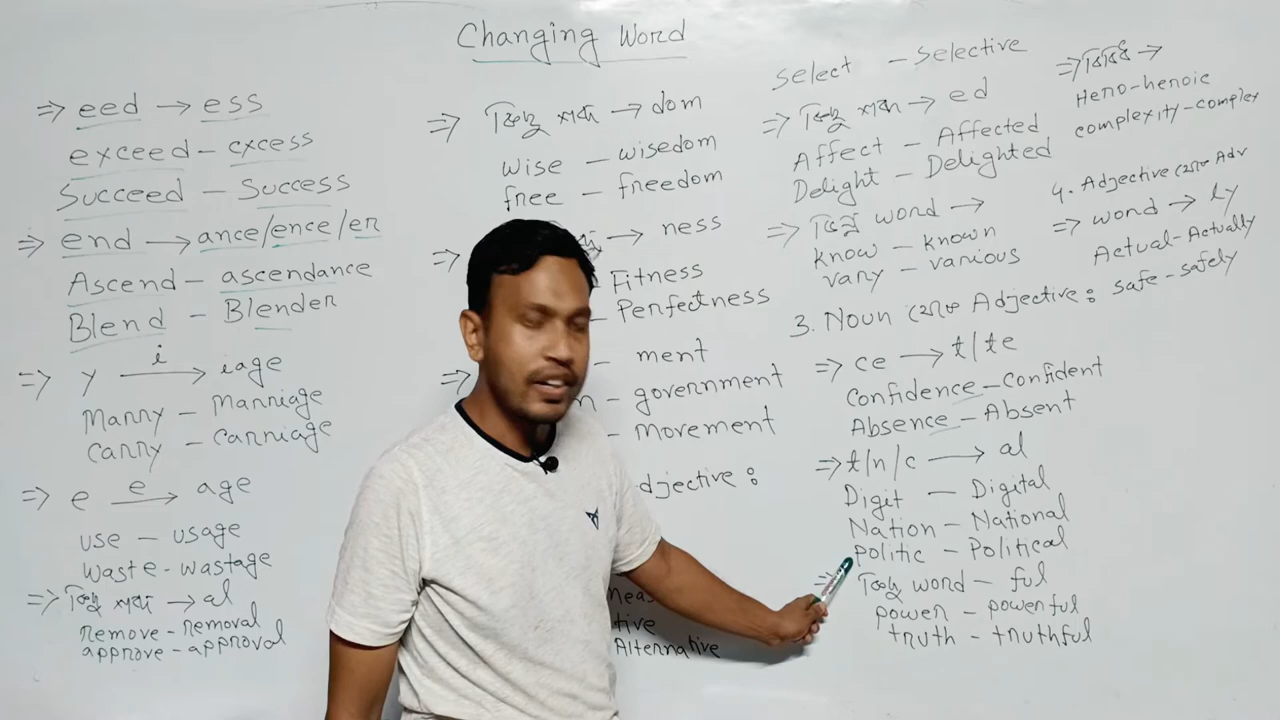 Changing Word
⇒ eed → ess
exceed – excess
Succeed – Success
⇒ end → ance/ence/er
Ascend – ascendance
Blend – Blender
⇒ y i→ iage
Marry – Marriage
Carry – Carriage
⇒ e e→ age
use – usage
waste - wastage
⇒ কিছু শব্দ → al
remove - removal
approve - approval
⇒ কিছু শব্দ → dom
wise – wisedom
free – freedom
⇒ → ness
Fitness
– Perfectness
⇒ – ment
– government
– Movement
djective :
Alternative
Select – Selective
⇒ কিছু শব্দ → ed
Affect – Affected
Delight – Delighted
⇒ word →
know – known
vary – various
3. Noun হতে Adjective :
⇒ ce → t/te
Confidence – Confident
Absence – Absent
⇒ t/n/c → al
Digit – Digital
Nation – National
Politic – Political
⇒ কিছু word – ful
power – powerful
truth – truthful
⇒ বিবিধ →
Hero-heroic
complexity-complex
4. Adjective হতে Adv
⇒ word → ly
Actual-Actually
safe-safely